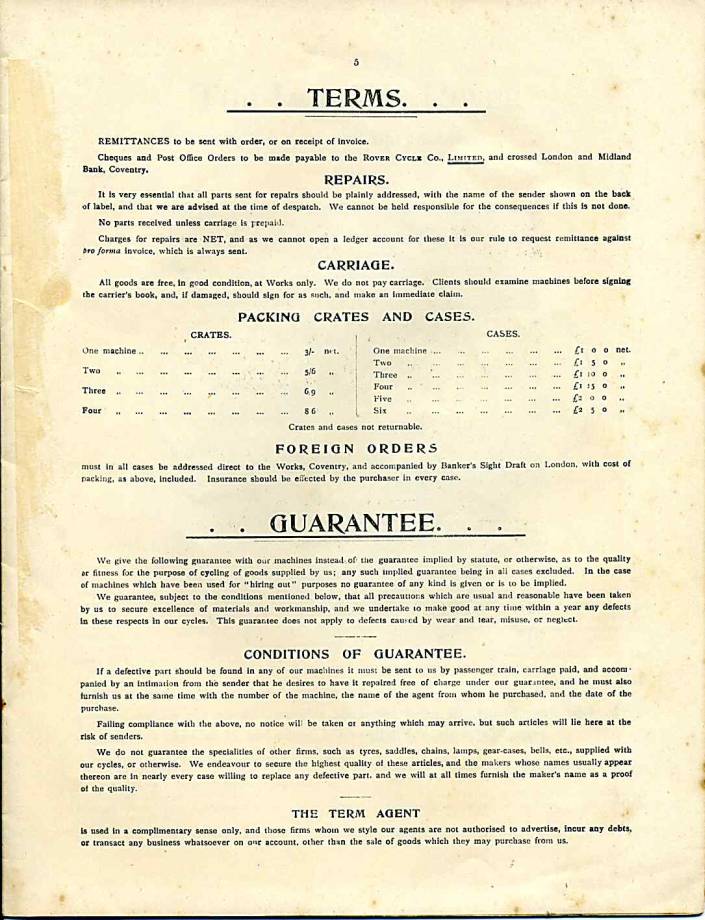 5
. . TERMS. . .
REMITTANCES to be sent with order, or on receipt of invoice.
Cheques and Post Office Orders to be made payable to the ROVER CYCLE Co., LIMITED, and crossed London and Midland
Bank, Coventry.
REPAIRS.
It is very essential that all parts sent for repairs should be plainly addressed, with the name of the sender shown on the back
of label, and that we are advised at the time of despatch. We cannot be held responsible for the consequences if this is not done.
No parts received unless carriage is prepaid.
Charges for repairs are NET, and as we cannot open a ledger account for these it is our rule to request remittance against
pro forma invoice, which is always sent.
CARRIAGE.
All goods are free, in good condition, at Works only. We do not pay carriage. Clients should examine machines before signing
the carrier's book, and, if damaged, should sign for as such, and make an immediate claim.
PACKING CRATES AND CASES.
CRATES.
One machine .. ... ... ... ... ... ... 3/- net.
Two „ ... ... ... ... ... ... ... 5/6 „
Three „ ... ... ... ... ... ... ... 6 9 „
Four „ ... ... ... ... ... ... ... 8 6 „
CASES.
One machine ... ... ... ... ... ... £1 0 0 net.
Two „ ... ... ... ... ... ... £1 5 0 „
Three „ ... ... ... ... ... ... £1 10 0 „
Four „ ... ... ... ... ... ... £1 15 0 „
Five „ ... ... ... ... ... ... £2 0 0 „
Six „ ... ... ... ... ... ... £2 5 0 „
Crates and cases not returnable.
FOREIGN ORDERS
must in all cases be addressed direct to the Works, Coventry, and accompanied by Banker's Sight Draft on London, with cost of
packing, as above, included. Insurance should be effected by the purchaser in every case.
. . GUARANTEE. . .
We give the following guarantee with our machines instead of the guarantee implied by statute, or otherwise, as to the quality
or fitness for the purpose of cycling of goods supplied by us; any such implied guarantee being in all cases excluded. In the case
of machines which have been used for "hiring out" purposes no guarantee of any kind is given or is to be implied.
We guarantee, subject to the conditions mentioned below, that all precautions which are usual and reasonable have been taken
by us to secure excellence of materials and workmanship, and we undertake to make good at any time within a year any defects
in these respects in our cycles. This guarantee does not apply to defects caused by wear and tear, misuse, or neglect.
CONDITIONS OF GUARANTEE.
If a defective part should be found in any of our machines it must be sent to us by passenger train, carriage paid, and accom-
panied by an intimation from the sender that he desires to have it repaired free of charge under our guarantee, and he must also
furnish us at the same time with the number of the machine, the name of the agent from whom he purchased, and the date of the
purchase.
Failing compliance with the above, no notice will be taken of anything which may arrive, but such articles will lie here at the
risk of senders.
We do not guarantee the specialities of other firms, such as tyres, saddles, chains, lamps, gear-cases, bells, etc., supplied with
our cycles, or otherwise. We endeavour to secure the highest quality of these articles, and the makers whose names usually appear
thereon are in nearly every case willing to replace any defective part, and we will at all times furnish the maker's name as a proof
of the quality.
THE TERM AGENT
is used in a complimentary sense only, and those firms whom we style our agents are not authorised to advertise, incur any debts,
or transact any business whatsoever on our account, other than the sale of goods which they may purchase from us.